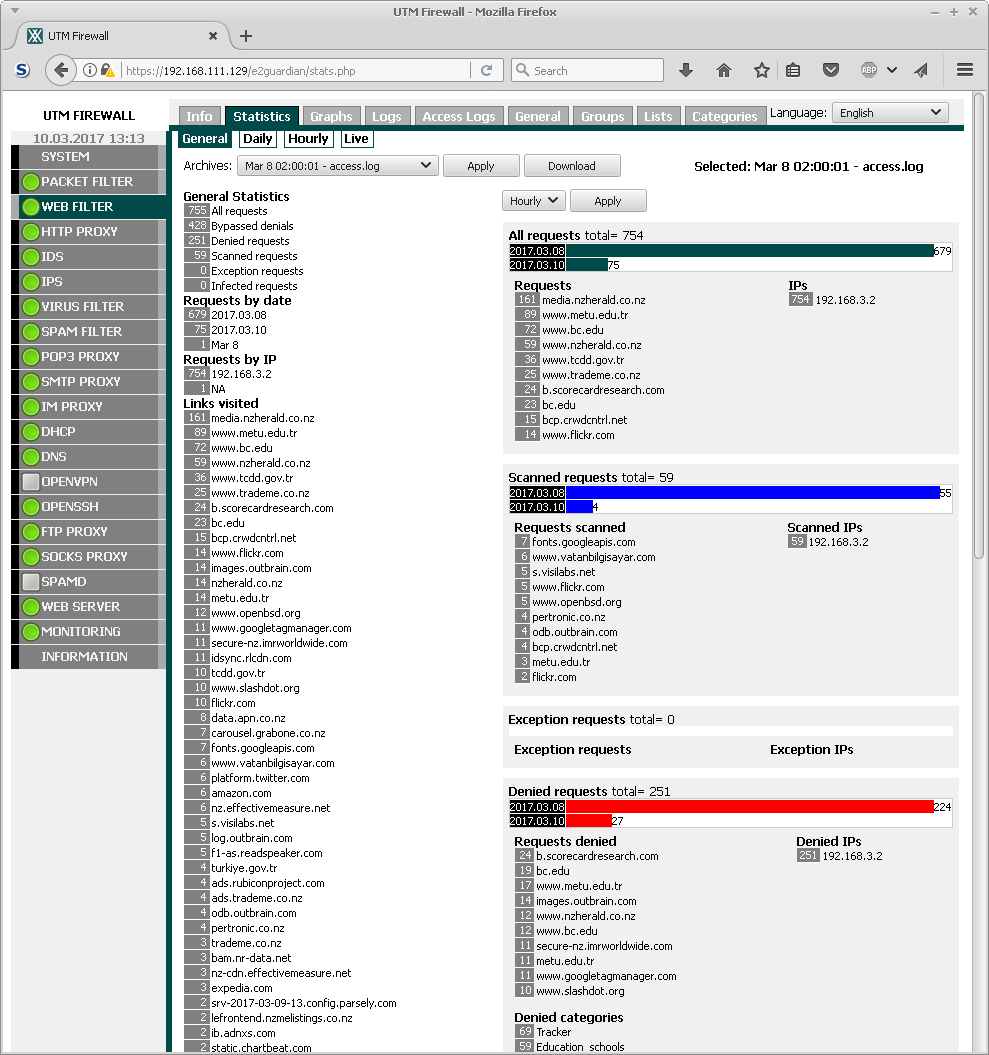 UTM Firewall - Mozilla Firefox
UTM Firewall
https://192.168.111.129/e2guardian/stats.php
Search
ABP
UTM FIREWALL
10.03.2017 13:13
SYSTEM
PACKET FILTER
WEB FILTER
HTTP PROXY
IDS
IPS
VIRUS FILTER
SPAM FILTER
POP3 PROXY
SMTP PROXY
IM PROXY
DHCP
DNS
OPENVPN
OPENSSH
FTP PROXY
SOCKS PROXY
SPAMD
WEB SERVER
MONITORING
INFORMATION
Info Statistics Graphs Logs Access Logs General Groups Lists Categories Language: English
General Daily Hourly Live
Archives: Mar 8 02:00:01 - access.log Apply Download Selected: Mar 8 02:00:01 - access.log
General Statistics
755 All requests
428 Bypassed denials
251 Denied requests
59 Scanned requests
0 Exception requests
0 Infected requests
Requests by date
679 2017.03.08
75 2017.03.10
1 Mar 8
Requests by IP
754 192.168.3.2
1 NA
Links visited
161 media.nzherald.co.nz
89 www.metu.edu.tr
72 www.bc.edu
59 www.nzherald.co.nz
36 www.tcdd.gov.tr
25 www.trademe.co.nz
24 b.scorecardresearch.com
23 bc.edu
15 bcp.crwdcntrl.net
14 www.flickr.com
14 images.outbrain.com
14 nzherald.co.nz
14 metu.edu.tr
12 www.openbsd.org
11 www.googletagmanager.com
11 secure-nz.imrworldwide.com
11 idsync.rlcdn.com
10 tcdd.gov.tr
10 www.slashdot.org
10 flickr.com
8 data.apn.co.nz
7 carousel.grabone.co.nz
7 fonts.googleapis.com
6 www.vatanbilgisayar.com
6 platform.twitter.com
6 amazon.com
6 nz.effectivemeasure.net
5 s.visilabs.net
5 log.outbrain.com
5 f1-as.readspeaker.com
4 turkiye.gov.tr
4 ads.rubiconproject.com
4 ads.trademe.co.nz
4 odb.outbrain.com
4 pertronic.co.nz
3 trademe.co.nz
3 bam.nr-data.net
3 nz-cdn.effectivemeasure.net
3 expedia.com
2 srv-2017-03-09-13.config.parsely.com
2 lefrontend.nzmelistings.co.nz
2 ib.adnxs.com
2 static.chartbeat.com
Hourly Apply
All requests total= 754
2017.03.08 679
2017.03.10 75
Requests IPs
161 media.nzherald.co.nz 754 192.168.3.2
89 www.metu.edu.tr
72 www.bc.edu
59 www.nzherald.co.nz
36 www.tcdd.gov.tr
25 www.trademe.co.nz
24 b.scorecardresearch.com
23 bc.edu
15 bcp.crwdcntrl.net
14 www.flickr.com
Scanned requests total= 59
2017.03.08 55
2017.03.10 4
Requests scanned Scanned IPs
7 fonts.googleapis.com 59 192.168.3.2
6 www.vatanbilgisayar.com
5 s.visilabs.net
5 www.flickr.com
5 www.openbsd.org
4 pertronic.co.nz
4 odb.outbrain.com
4 bcp.crwdcntrl.net
3 metu.edu.tr
2 flickr.com
Exception requests total= 0
Exception requests Exception IPs
Denied requests total= 251
2017.03.08 224
2017.03.10 27
Requests denied Denied IPs
24 b.scorecardresearch.com 251 192.168.3.2
19 bc.edu
17 www.metu.edu.tr
14 images.outbrain.com
12 www.nzherald.co.nz
12 www.bc.edu
11 secure-nz.imrworldwide.com
11 metu.edu.tr
11 www.googletagmanager.com
10 www.slashdot.org
Denied categories
69 Tracker
59 Education schools